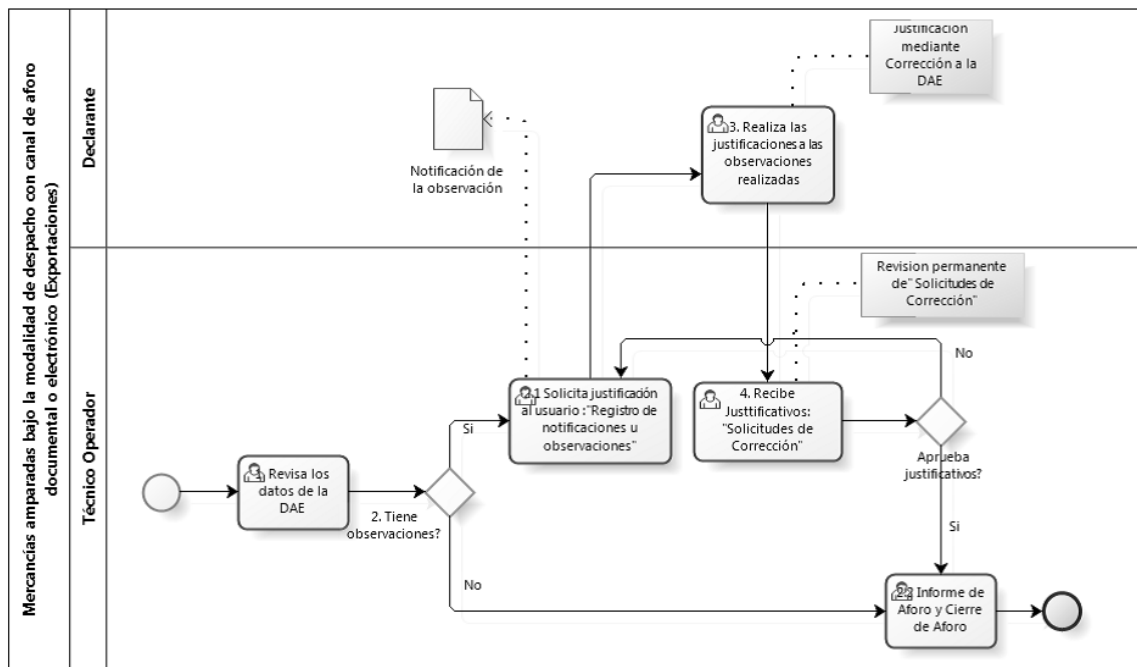 Mercancías amparadas bajo la modalidad de despacho con canal de aforo
documental o electrónico (Exportaciones)
Declarante
Justificación
mediante
Corrección a la
DAE
3. Realiza las
justificaciones a las
observaciones
realizadas
Notificación de
la observación
Técnico Operador
Revision permanente
de" Solicitudes de
Corrección"
No
2.1 Solicita justificación
al usuario :"Registro de
notificaciones u
observaciones"
4. Recibe
Justtificativos:
"Solicitudes de
Corrección"
Si
Aprueba
justificativos?
Revisa los
datos de la
DAE
2. Tiene
observaciones?
Si
No
Informe de
Aforo y Cierre
de Aforo